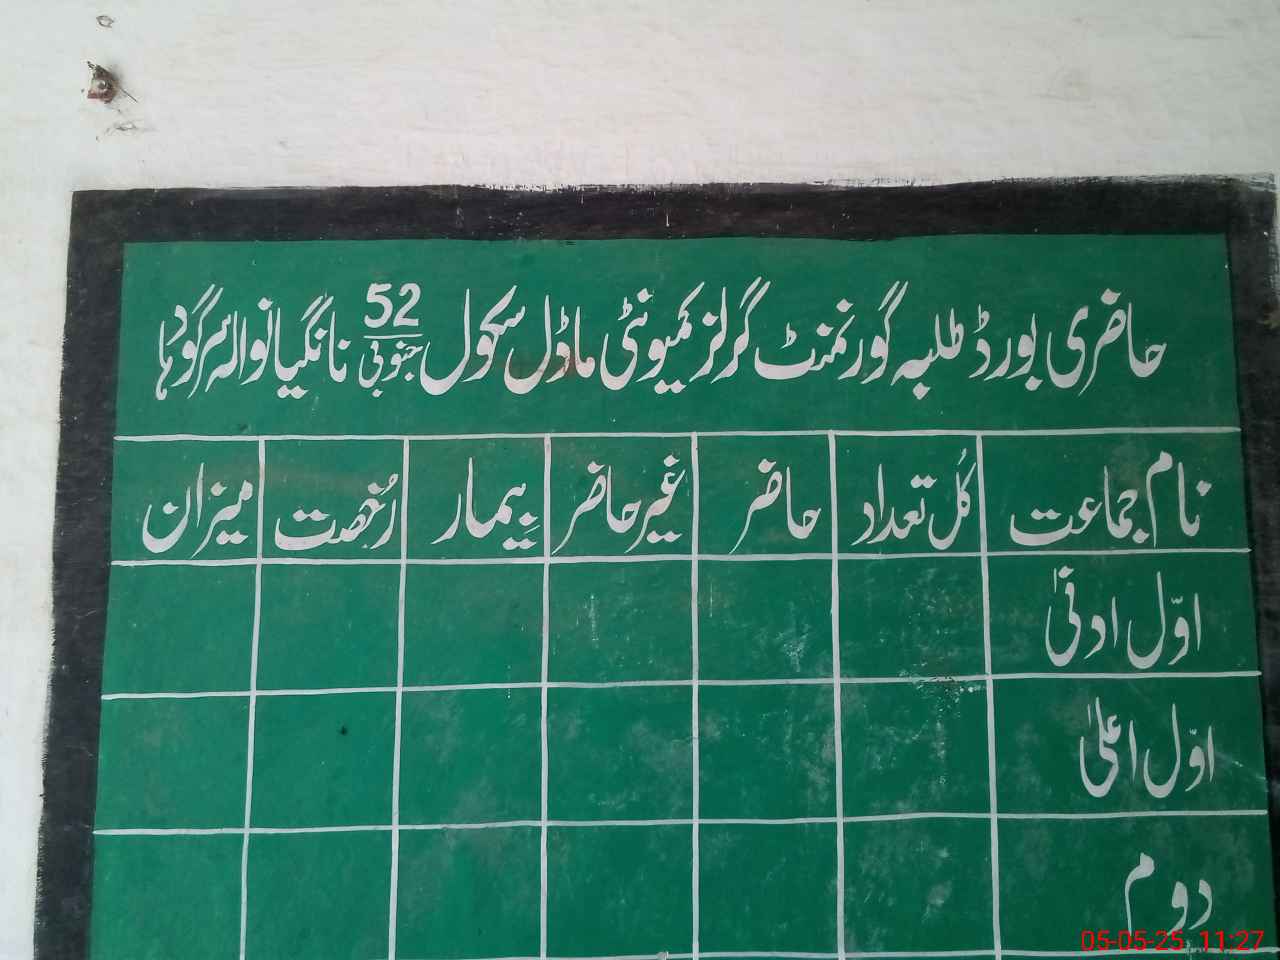 حاضری بورڈ طلبہ گورنمنٹ گرلز کمیونٹی ماڈل سکول 52 جنوبی نانگیانوالہ سرگودہا
نام جماعت کُل تعداد حاضر غیر حاضر بیمار رُخصت میزان
اوّل ادنیٰ
اوّل اعلیٰ
دوم
05-05-25 11:27